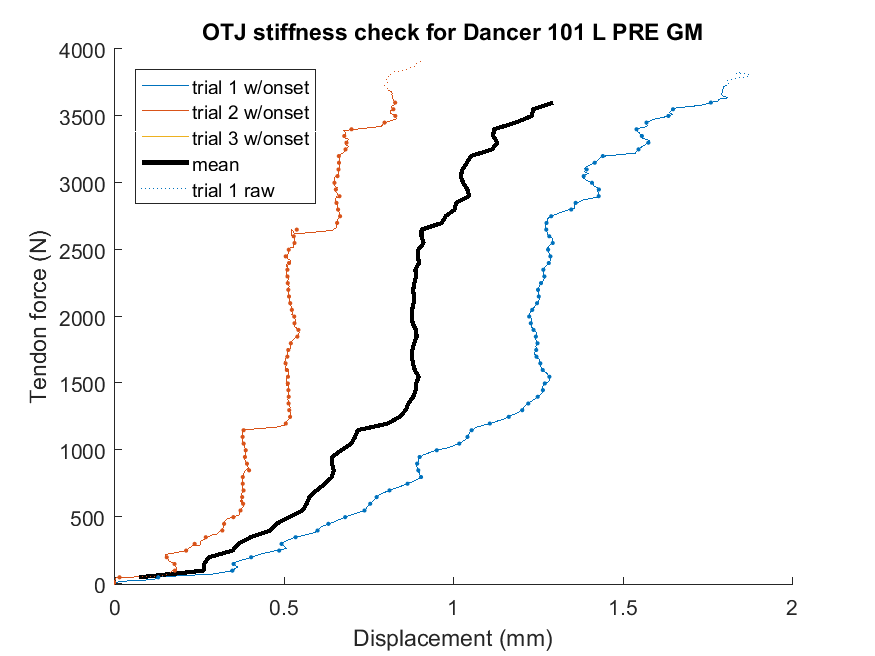 OTJ stiffness check for Dancer 101 L PRE GM
4000
3500
3000
2500
2000
1500
1000
500
0
Tendon force (N)
trial 1 w/onset
trial 2 w/onset
trial 3 w/onset
mean
trial 1 raw
0 0.5 1 1.5 2
Displacement (mm)